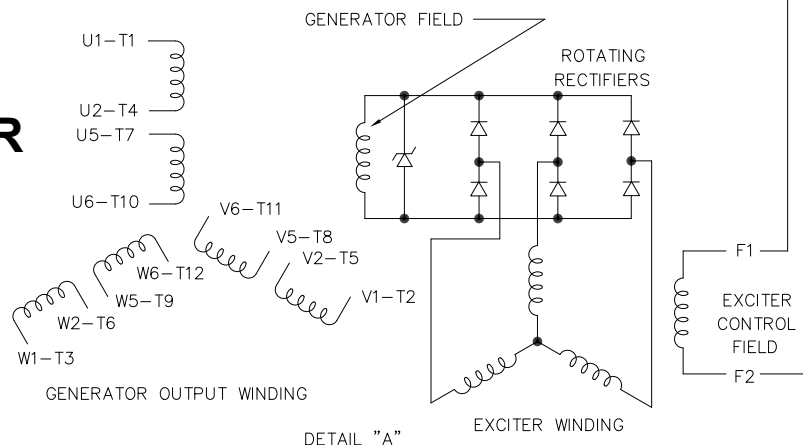 GENERATOR FIELD
U1-T1
ROTATING
RECTIFIERS
U2-T4
R
U5-T7
U6-T10
V6-T11
V5-T8
V2-T5
W6-T12
W5-T9
V1-T2
W2-T6
W1-T3
F1
EXCITER
CONTROL
FIELD
F2
GENERATOR OUTPUT WINDING
EXCITER WINDING
DETAIL "A"